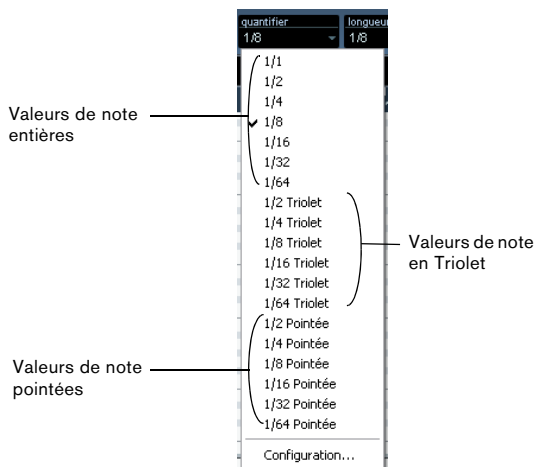 quantifier
longueu
1/8
1/8
1/1
1/2
1/4
1/8
1/16
1/32
1/64
1/2 Triolet
1/4 Triolet
1/8 Triolet
1/16 Triolet
1/32 Triolet
1/64 Triolet
1/2 Pointée
1/4 Pointée
1/8 Pointée
1/16 Pointée
1/32 Pointée
1/64 Pointée
Configuration...
Valeurs de note
entières
Valeurs de note
en Triolet
Valeurs de note
pointées